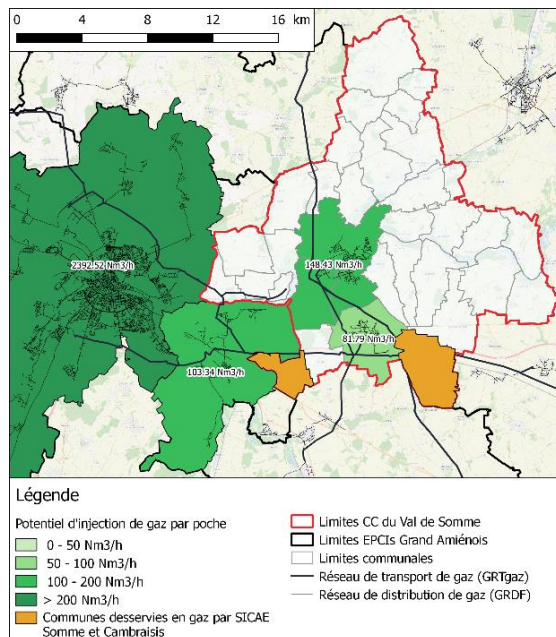 0 4 8 12 16 km
2392.52 Nm3/h
148.43 Nm3/h
81.79 Nm3/h
103.34 Nm3/h
Légende
Potentiel d'injection de gaz par poche
0 - 50 Nm3/h
50 - 100 Nm3/h
100 - 200 Nm3/h
> 200 Nm3/h
Communes desservies en gaz par SICAE
Somme et Cambraisis
Limites CC du Val de Somme
Limites EPCIs Grand Amiénois
Limites communales
Réseau de transport de gaz (GRTgaz)
Réseau de distribution de gaz (GRDF)